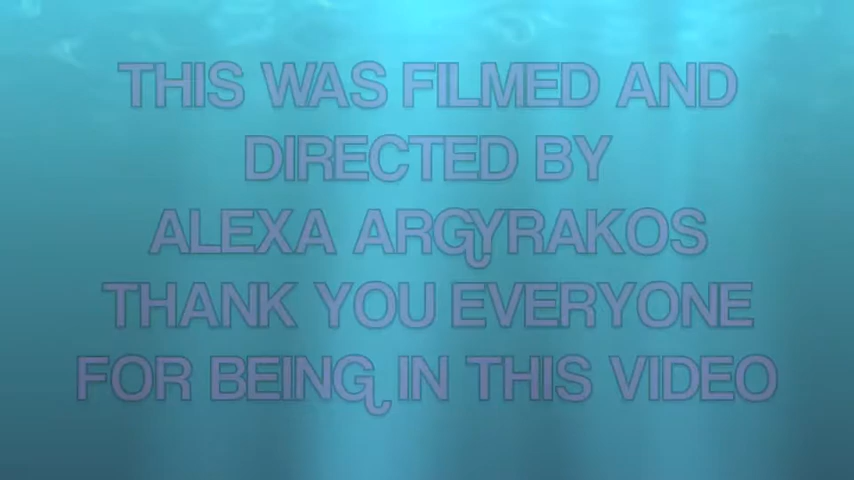 THIS WAS FILMED AND
DIRECTED BY
ALEXA ARGYRAKOS
THANK YOU EVERYONE
FOR BEING IN THIS VIDEO